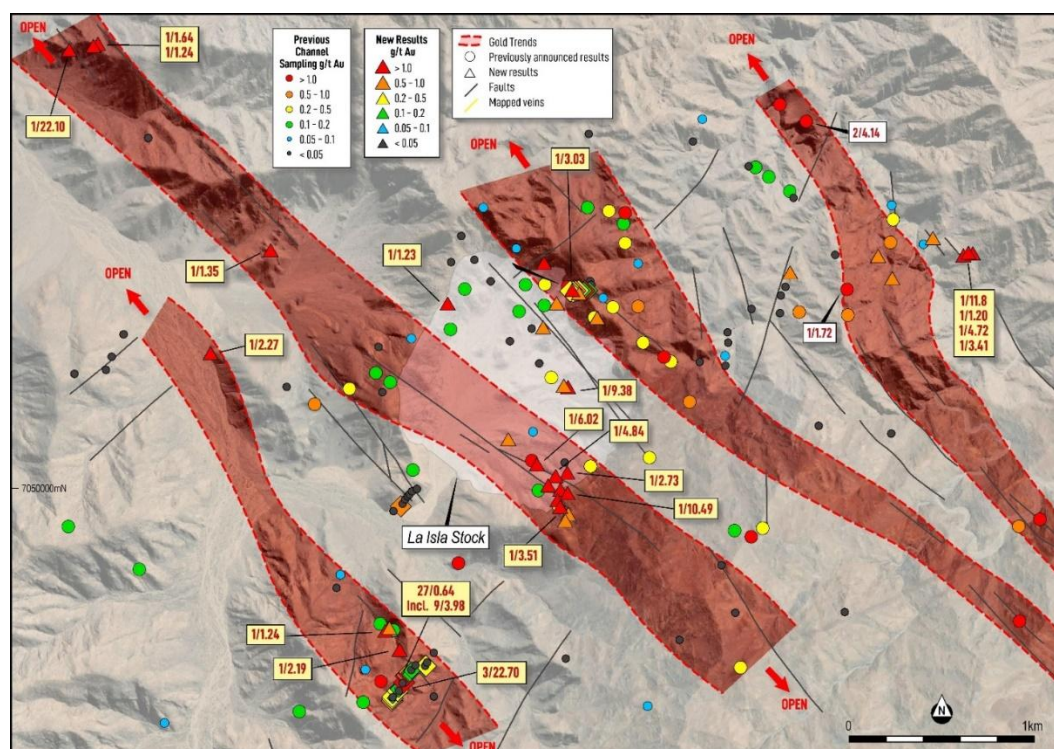 OPEN
1/1.64
1/1.24
1/22.10
Previous
Channel
Sampling g/t Au
> 1.0
0.5 – 1.0
0.2 – 0.5
0.1 – 0.2
0.05 – 0.1
< 0.05
New Results
g/t Au
> 1.0
0.5 – 1.0
0.2 – 0.5
0.1 – 0.2
0.05 – 0.1
< 0.05
Gold Trends
Previously announced results
New results
Faults
Mapped veins
OPEN
OPEN
2/4.14
1/3.03
1/1.35
1/1.23
OPEN
1/2.27
1/1.72
1/11.8
1/1.20
1/4.72
1/3.41
1/9.38
1/6.02
1/4.84
1/2.73
1/10.49
7050000mN
La Isla Stock
1/3.51
27/0.64
Incl. 9/3.98
1/1.24
1/2.19
3/22.70
OPEN
OPEN
N
0
1km